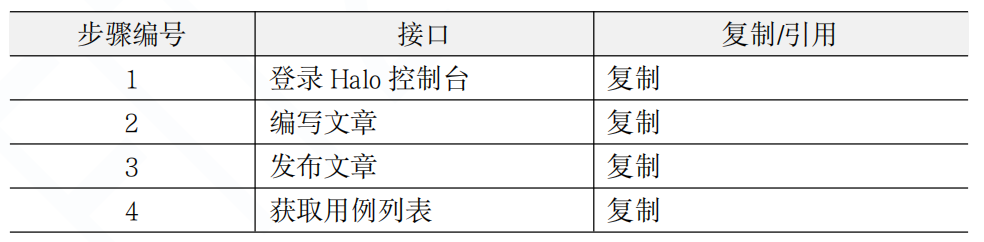 步骤编号 接口 复制/引用
1 登录 Halo 控制台 复制
2 编写文章 复制
3 发布文章 复制
4 获取用例列表 复制